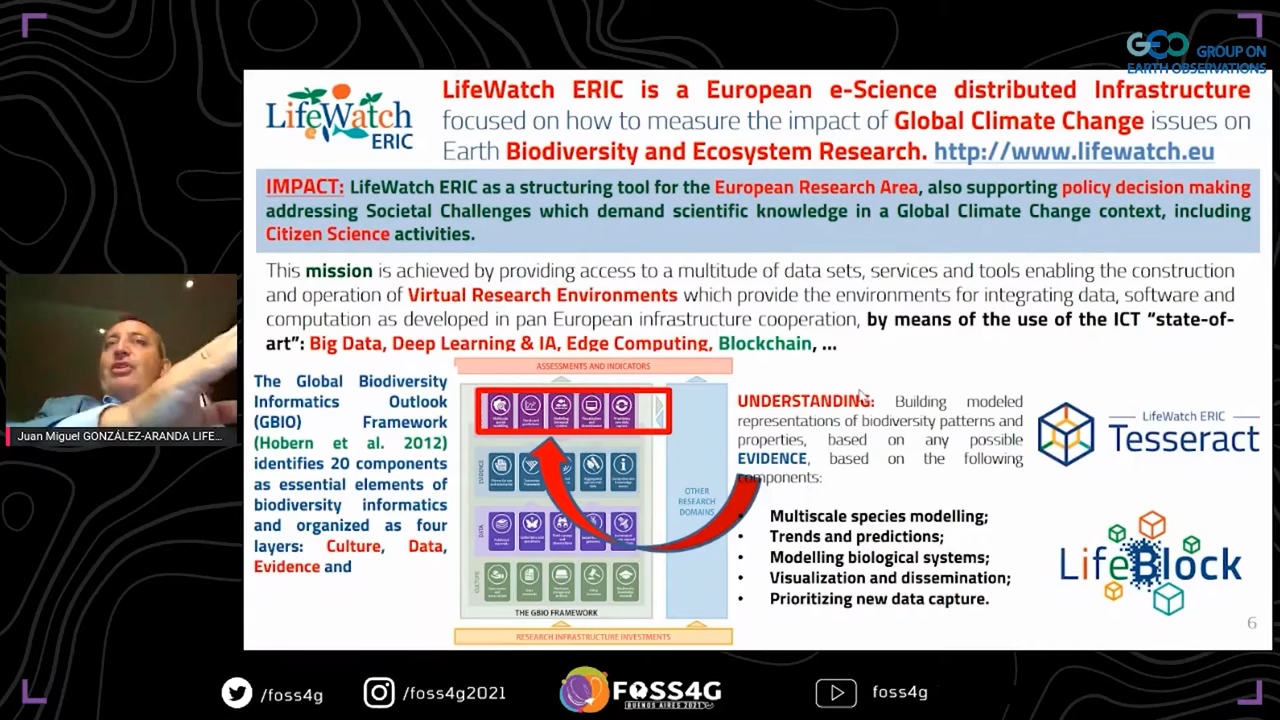 GEO GROUP ON
EARTH OBSERVATIONS
LifeWatch
ERIC
LifeWatch ERIC is a European e-Science distributed Infrastructure
focused on how to measure the impact of Global Climate Change issues on
Earth Biodiversity and Ecosystem Research. http://www.lifewatch.eu
IMPACT: LifeWatch ERIC as a structuring tool for the European Research Area, also supporting policy decision making
addressing Societal Challenges which demand scientific knowledge in a Global Climate Change context, including
Citizen Science activities.
This mission is achieved by providing access to a multitude of data sets, services and tools enabling the construction
and operation of Virtual Research Environments which provide the environments for integrating data, software and
computation as developed in pan European infrastructure cooperation, by means of the use of the ICT “state-of-
art”: Big Data, Deep Learning & IA, Edge Computing, Blockchain, ...
The Global Biodiversity
Informatics Outlook
(GBIO) Framework
(Hobern et al. 2012)
identifies 20 components
as essential elements of
biodiversity informatics
and organized as four
layers: Culture, Data,
Evidence and
ASSESSMENTS AND INDICATORS
EVIDENCE
DATA
CULTURE
OTHER
RESEARCH
DOMAINS
THE GBIO FRAMEWORK
RESEARCH INFRASTRUCTURE INVESTMENTS
UNDERSTANDING: Building modeled
representations of biodiversity patterns and
properties, based on any possible
EVIDENCE, based on the following
components:
• Multiscale species modelling;
• Trends and predictions;
• Modelling biological systems;
• Visualization and dissemination;
• Prioritizing new data capture.
LifeWatch ERIC
Tesseract
LifeBlock
6
Juan Miguel GONZÁLEZ-ARANDA LIFE...
/foss4g
/foss4g2021
FOSS4G
BUENOS AIRES 2021
foss4g